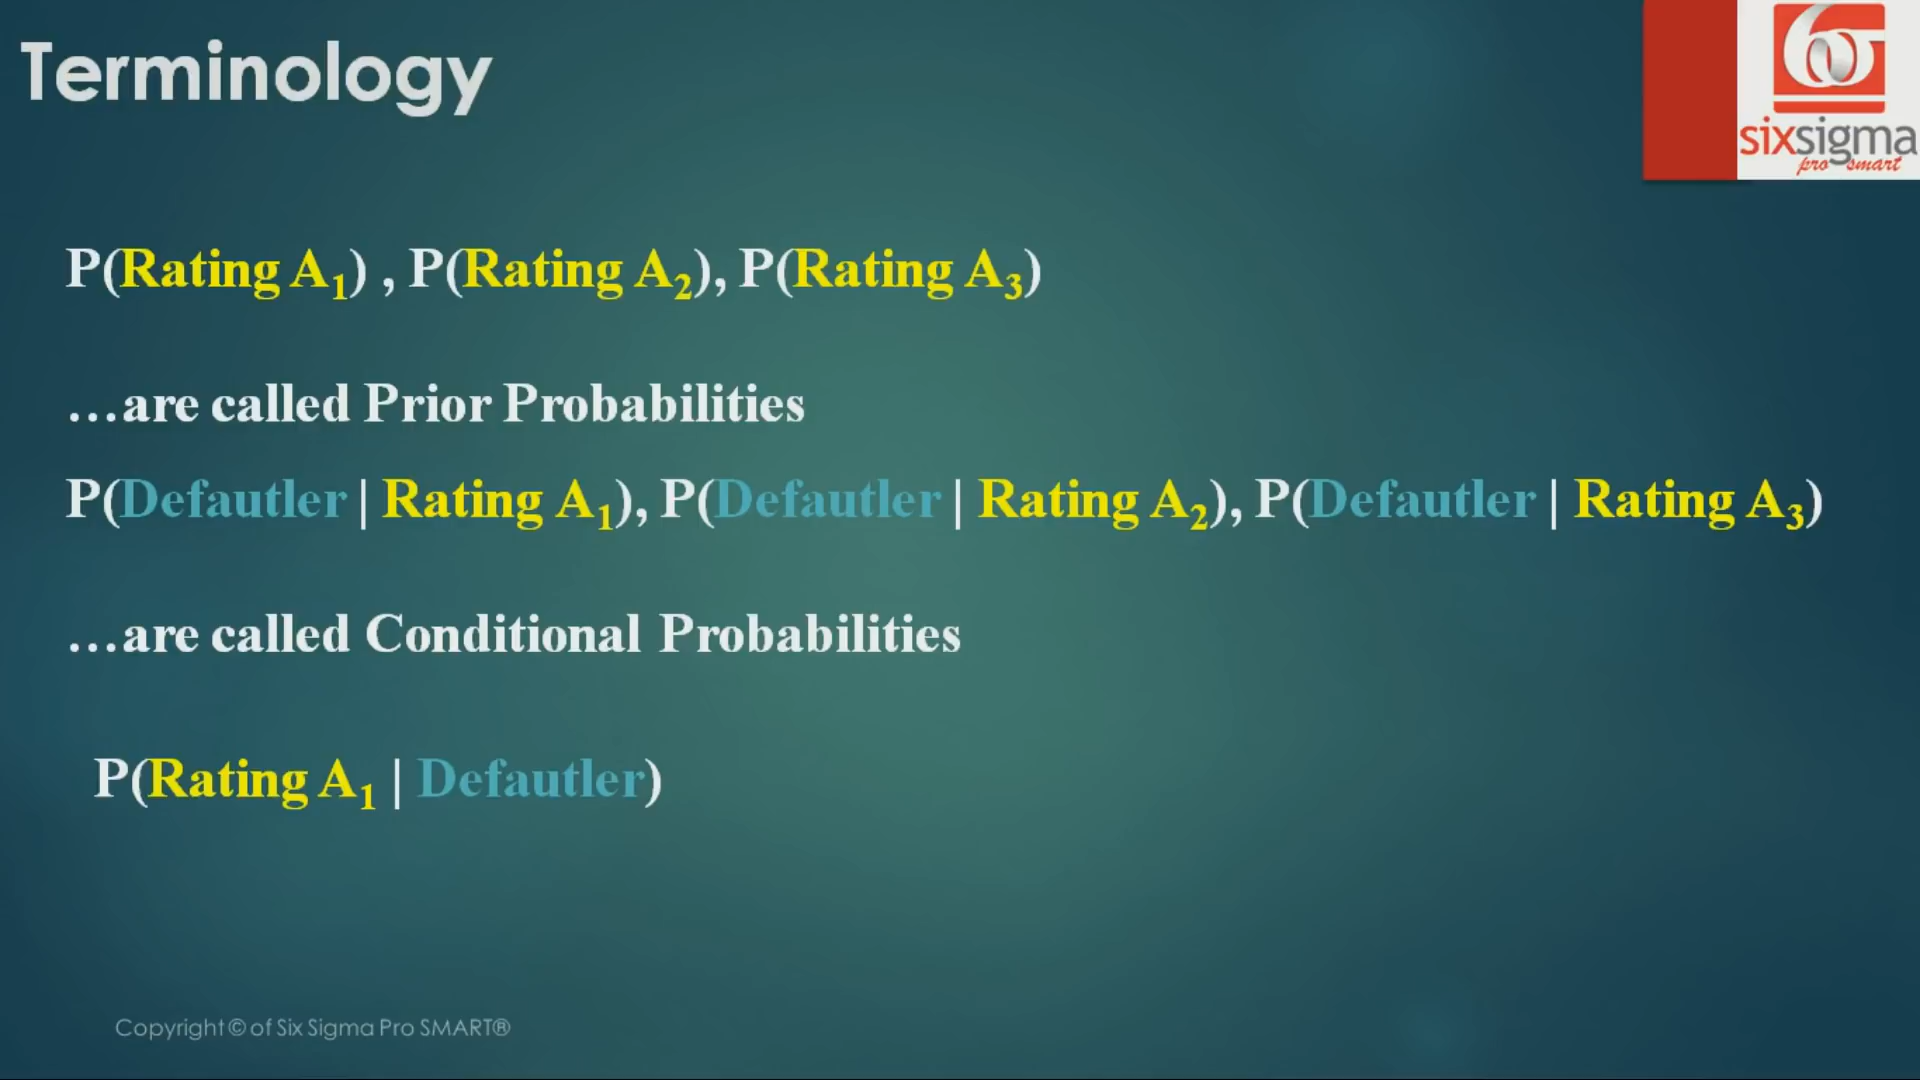 Terminology
sixsigma
pro smart
P(Rating A₁) , P(Rating A₂), P(Rating A₃)
…are called Prior Probabilities
P(Defautler | Rating A₁), P(Defautler | Rating A₂), P(Defautler | Rating A₃)
…are called Conditional Probabilities
P(Rating A₁ | Defautler)
Copyright © of Six Sigma Pro SMART®